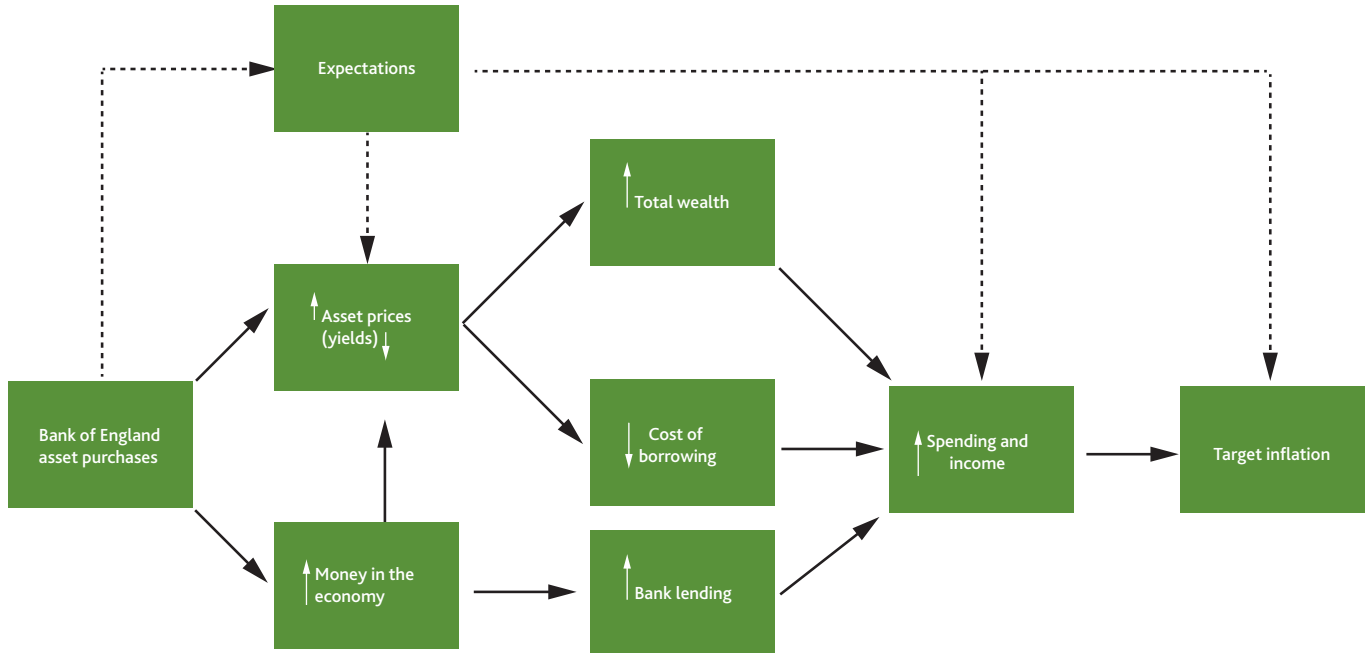 Expectations
Total wealth
Asset prices
(yields)
Bank of England
asset purchases
Cost of
borrowing
Spending and
income
Target inflation
Money in the
economy
Bank lending